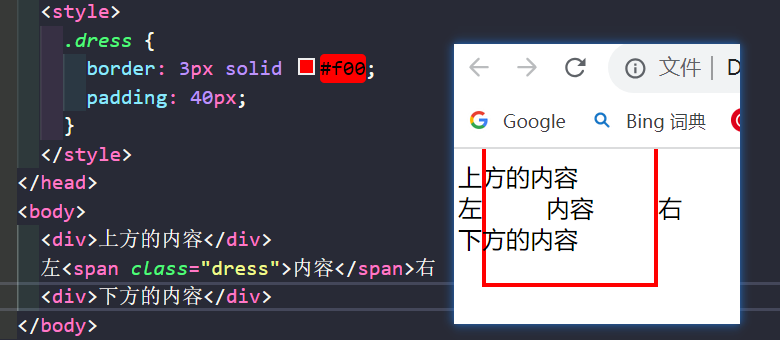 <style>
.dress {
border: 3px solid #f00;
padding: 40px;
}
</style>
</head>
<body>
<div>上方的内容</div>
左<span class="dress">内容</span>右
<div>下方的内容</div>
</body>
文件 | D
Google Bing 词典
上方的内容
左 内容 右
下方的内容